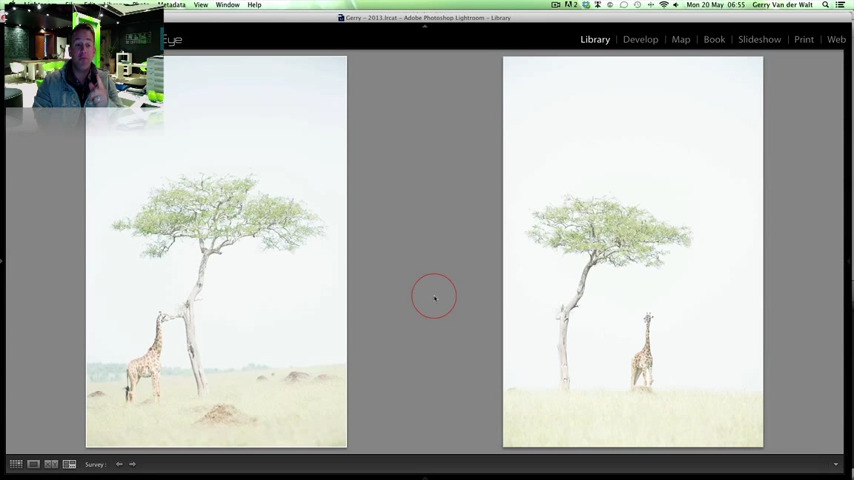 Metadata View Window Help
Mon 20 May 06:55 Gerry Van der Walt
Gerry - 2013.lrcat - Adobe Photoshop Lightroom - Library
Library | Develop | Map | Book | Slideshow | Print | Web
Survey: